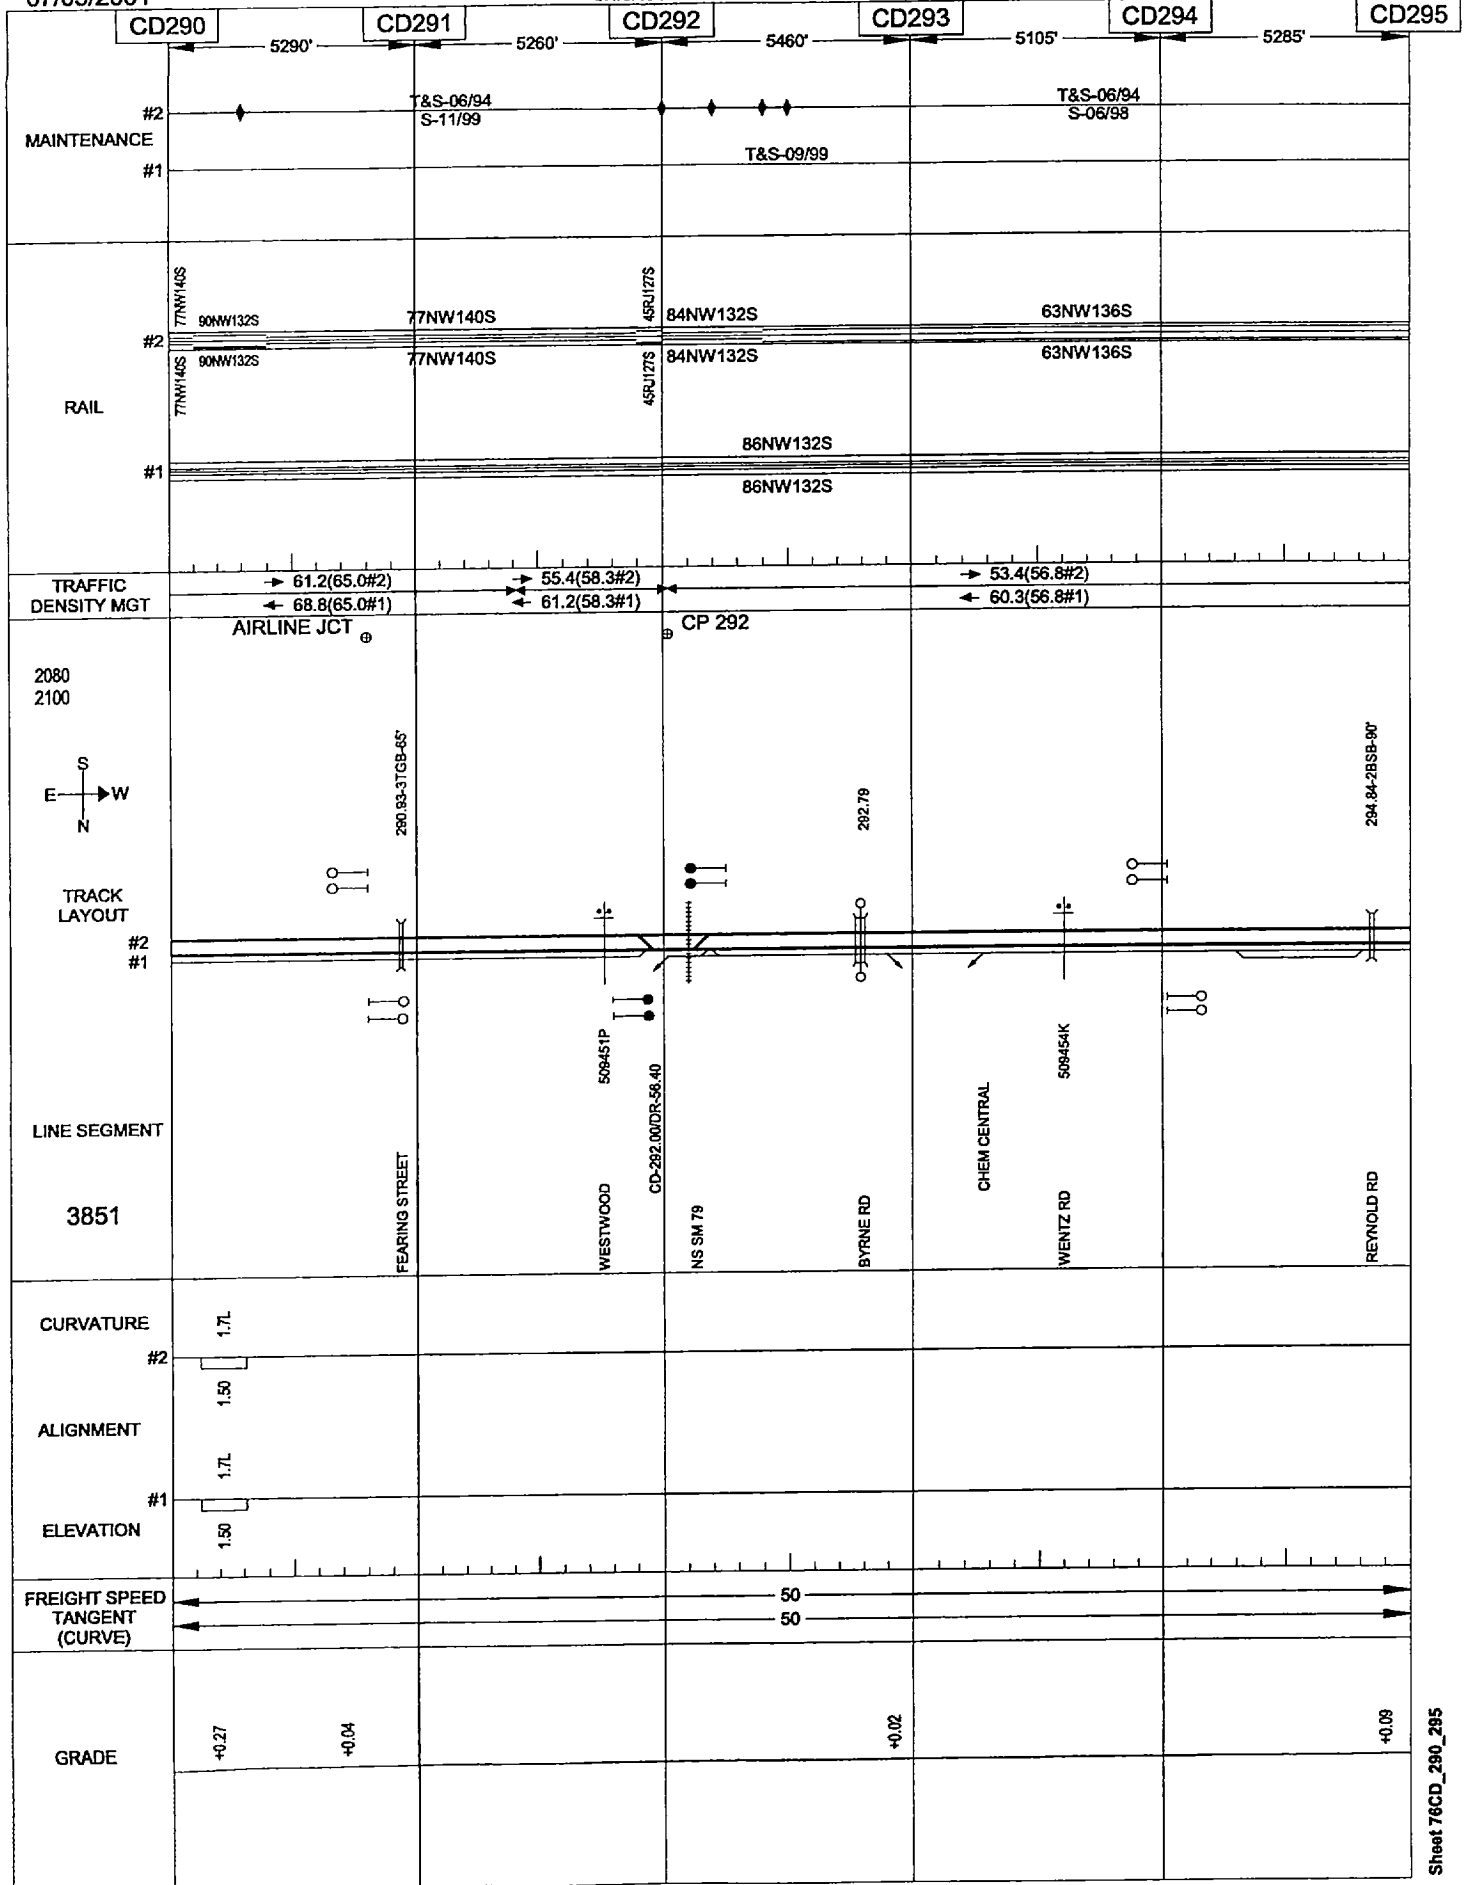 CD290 CD291 CD292 CD293 CD294 CD295
5290' 5260' 5460' 5105' 5285'
#2 T&S-06/94 T&S-06/94
S-11/99 S-06/98
MAINTENANCE
T&S-09/99
#1
77NW140S 90NW132S 77NW140S 45RJ127S 84NW132S 63NW136S
#2
77NW140S 90NW132S 77NW140S 45RJ127S 84NW132S 63NW136S
RAIL
86NW132S
#1
86NW132S
TRAFFIC
DENSITY MGT
61.2(65.0#2) 55.4(58.3#2) 53.4(56.8#2)
68.8(65.0#1) 61.2(58.3#1) 60.3(56.8#1)
AIRLINE JCT CP 292
2080
2100
S
E W
N
290.93-3TGB-65'
292.79
294.84-2BSB-90'
TRACK
LAYOUT
#2
#1
509451P
CD-292.00/DR-56.40
509454K
LINE SEGMENT
3851
FEARING STREET
WESTWOOD
NS SM 79
BYRNE RD
CHEM CENTRAL
WENTZ RD
REYNOLD RD
CURVATURE
1.7L
#2
1.50
ALIGNMENT
1.7L
#1
ELEVATION
1.50
FREIGHT SPEED
TANGENT
(CURVE)
50
50
GRADE
+0.27 +0.04 +0.02 +0.09
Sheet 76CD_290_295